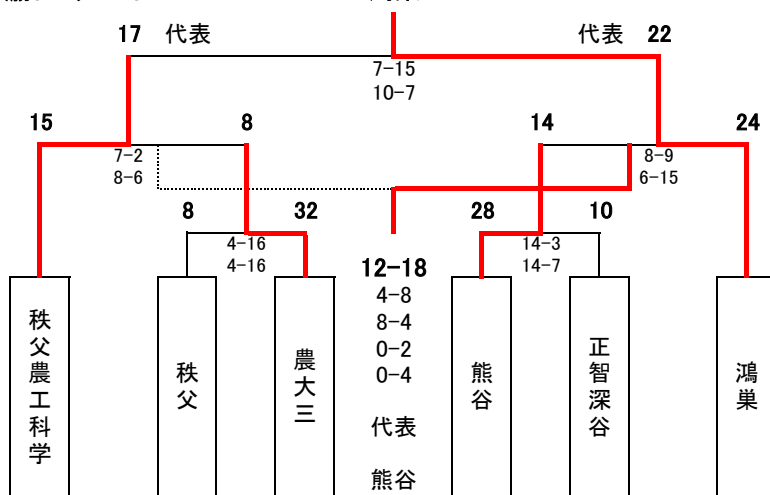 17 代表
代表 22
7-15
10-7
15
8
14
24
7-2
8-6
8-9
6-15
8
32
28
10
4-16
4-16
14-3
14-7
12-18
4-8
8-4
0-2
0-4
代表
熊谷
秩父農工科学
秩父
農大三
熊谷
正智深谷
鴻巣